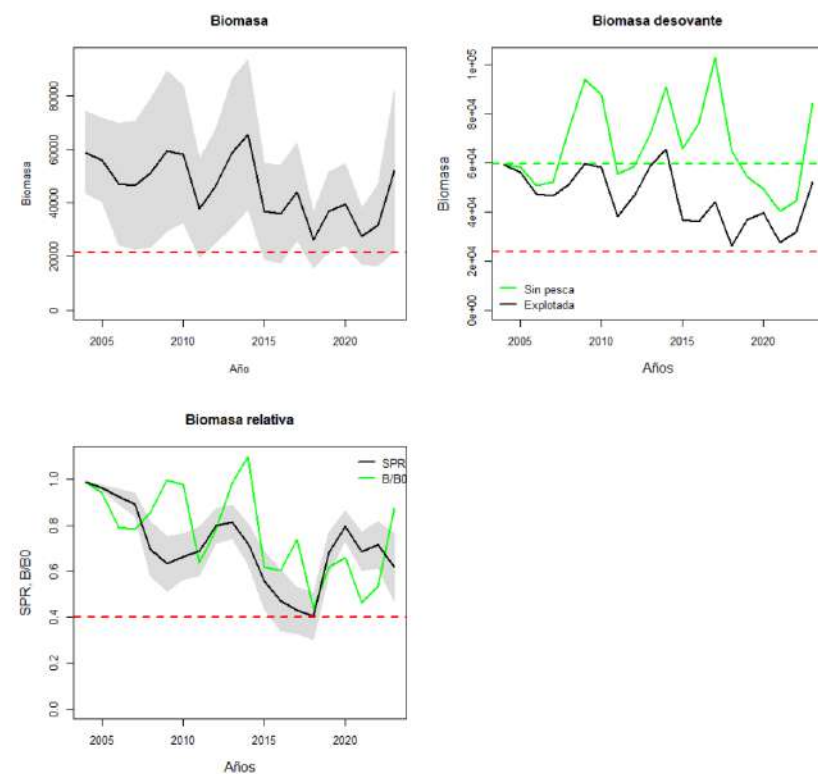 Biomasa
Biomasa
0
20000
40000
60000
80000
2005
2010
2015
2020
Año
Biomasa desovante
Biomasa
0e+00
2e+04
4e+04
6e+04
8e+04
1e+05
Sin pesca
Explotada
2005
2010
2015
2020
Años
Biomasa relativa
SPR, B/B0
0.0
0.2
0.4
0.6
0.8
1.0
SPR
B/B0
2005
2010
2015
2020
Años